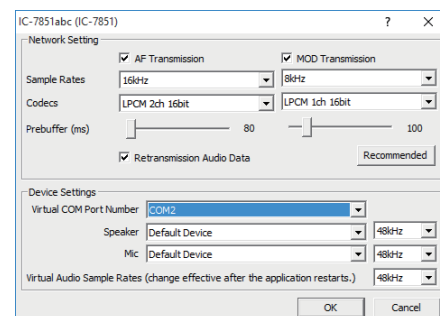 IC-7851abc (IC-7851) ? ×
Network Setting
AF Transmission MOD Transmission
Sample Rates 16kHz 8kHz
Codecs LPCM 2ch 16bit LPCM 1ch 16bit
Prebuffer (ms) 80 100
Retransmission Audio Data Recommended
Device Settings
Virtual COM Port Number COM2
Speaker Default Device 48kHz
Mic Default Device 48kHz
Virtual Audio Sample Rates (change effective after the application restarts.) 48kHz
OK Cancel